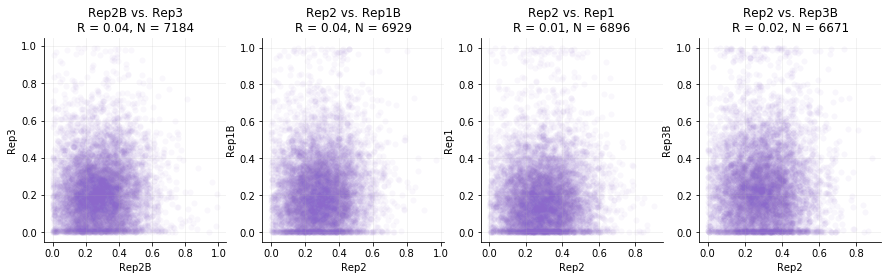 Rep2B vs. Rep3
R = 0.04, N = 7184
1.0
0.8
0.6
0.4
0.2
0.0
Rep3
0.0 0.2 0.4 0.6 0.8 1.0
Rep2B
Rep2 vs. Rep1B
R = 0.04, N = 6929
1.0
0.8
0.6
0.4
0.2
0.0
Rep1B
0.0 0.2 0.4 0.6 0.8 1.0
Rep2
Rep2 vs. Rep1
R = 0.01, N = 6896
1.0
0.8
0.6
0.4
0.2
0.0
Rep1
0.0 0.2 0.4 0.6 0.8
Rep2
Rep2 vs. Rep3B
R = 0.02, N = 6671
1.0
0.8
0.6
0.4
0.2
0.0
Rep3B
0.0 0.2 0.4 0.6 0.8
Rep2